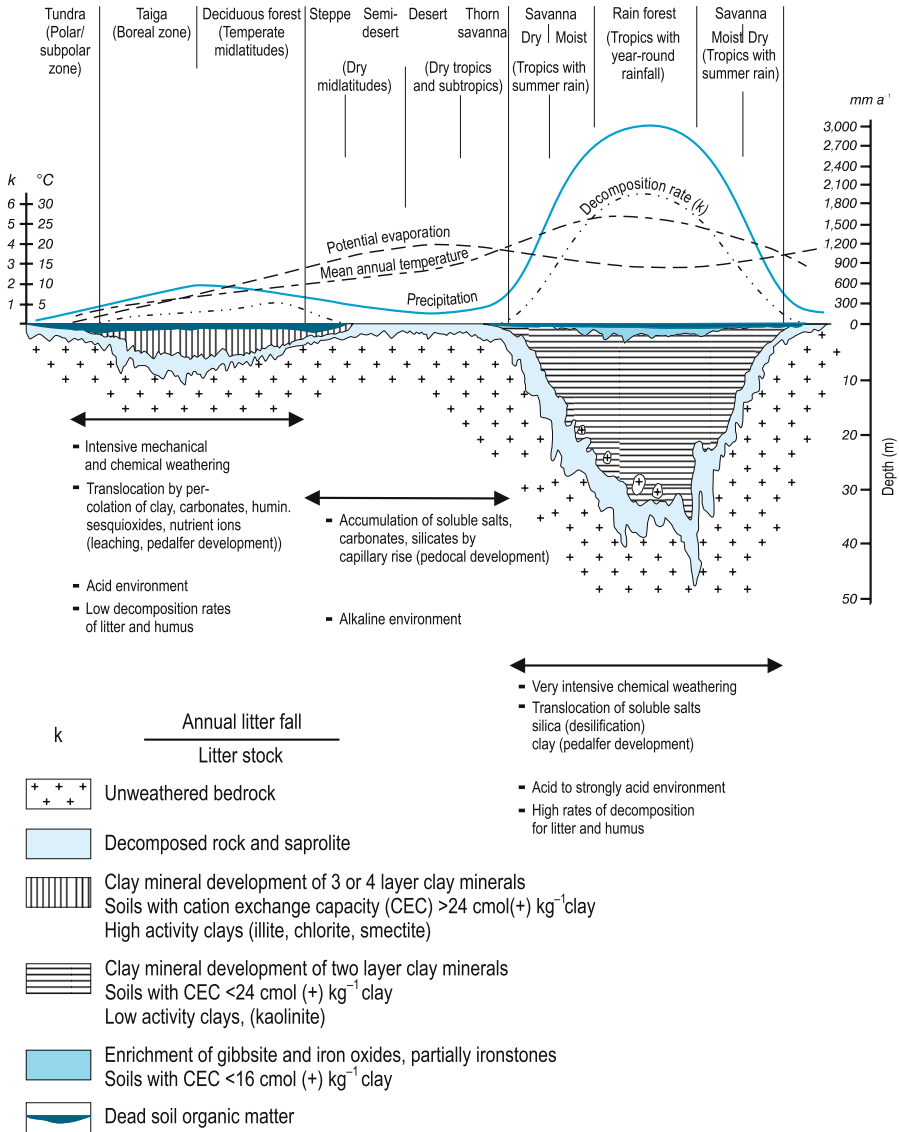 Tundra
(Polar/
subpolar
zone)
Taiga
(Boreal zone)
Deciduous forest
(Temperate
midlatitudes)
Steppe
Semi-
desert
(Dry
midlatitudes)
Desert
Thorn
savanna
(Dry tropics
and subtropics)
Savanna
Dry
Moist
(Tropics with
summer rain)
Rain forest
(Tropics with
year-round
rainfall)
Savanna
Moist
Dry
(Tropics with
summer rain)
mm a⁻¹
3,000
2,700
2,400
2,100
1,800
1,500
1,200
900
600
300
0
10
20
30
40
50
Depth (m)
k °C
6 30
5 25
4 20
3 15
2 10
1 5
Decomposition rate (k)
Potential evaporation
Mean annual temperature
Precipitation
- Intensive mechanical
and chemical weathering
- Translocation by per-
colation of clay, carbonates, humin.
sesquioxides, nutrient ions
(leaching, pedalfer development))
- Acid environment
- Low decomposition rates
of litter and humus
- Accumulation of soluble salts,
carbonates, silicates by
capillary rise (pedocal development)
- Alkaline environment
- Very intensive chemical weathering
- Translocation of soluble salts
silica (desilification)
clay (pedalfer development)
- Acid to strongly acid environment
- High rates of decomposition
for litter and humus
k
Annual litter fall
Litter stock
Unweathered bedrock
Decomposed rock and saprolite
Clay mineral development of 3 or 4 layer clay minerals
Soils with cation exchange capacity (CEC) >24 cmol(+) kg⁻¹clay
High activity clays (illite, chlorite, smectite)
Clay mineral development of two layer clay minerals
Soils with CEC <24 cmol (+) kg⁻¹ clay
Low activity clays, (kaolinite)
Enrichment of gibbsite and iron oxides, partially ironstones
Soils with CEC <16 cmol (+) kg⁻¹ clay
Dead soil organic matter